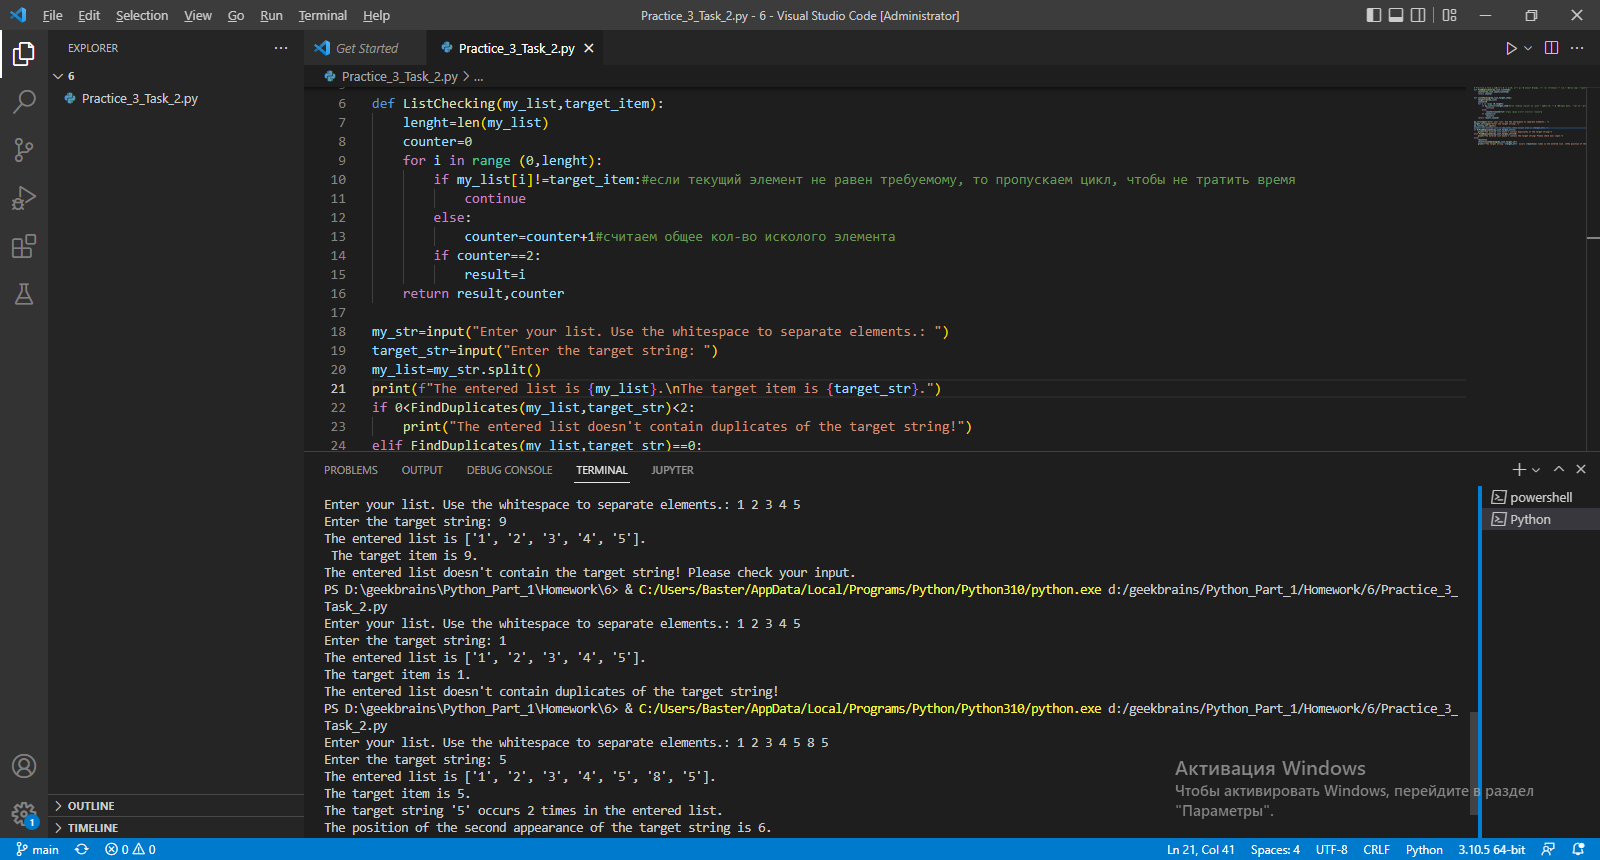 File Edit Selection View Go Run Terminal Help
Practice_3_Task_2.py - 6 - Visual Studio Code [Administrator]
EXPLORER
6
Practice_3_Task_2.py
Get Started
Practice_3_Task_2.py
Practice_3_Task_2.py > ...
6 def ListChecking(my_list,target_item):
7 lenght=len(my_list)
8 counter=0
9 for i in range (0,lenght):
10 if my_list[i]!=target_item:#если текущий элемент не равен требуемому, то пропускаем цикл, чтобы не тратить время
11 continue
12 else:
13 counter=counter+1#считаем общее кол-во исколого элемента
14 if counter==2:
15 result=i
16 return result,counter
17
18 my_str=input("Enter your list. Use the whitespace to separate elements.: ")
19 target_str=input("Enter the target string: ")
20 my_list=my_str.split()
21 print(f"The entered list is {my_list}.\nThe target item is {target_str}.")
22 if 0<FindDuplicates(my_list,target_str)<2:
23 print("The entered list doesn't contain duplicates of the target string!")
24 elif FindDuplicates(my_list,target_str)==0:
PROBLEMS OUTPUT DEBUG CONSOLE TERMINAL JUPYTER
powershell
Python
Enter your list. Use the whitespace to separate elements.: 1 2 3 4 5
Enter the target string: 9
The entered list is ['1', '2', '3', '4', '5'].
The target item is 9.
The entered list doesn't contain the target string! Please check your input.
PS D:\geekbrains\Python_Part_1\Homework\6> & C:/Users/Baster/AppData/Local/Programs/Python/Python310/python.exe d:/geekbrains/Python_Part_1/Homework/6/Practice_3_
Task_2.py
Enter your list. Use the whitespace to separate elements.: 1 2 3 4 5
Enter the target string: 1
The entered list is ['1', '2', '3', '4', '5'].
The target item is 1.
The entered list doesn't contain duplicates of the target string!
PS D:\geekbrains\Python_Part_1\Homework\6> & C:/Users/Baster/AppData/Local/Programs/Python/Python310/python.exe d:/geekbrains/Python_Part_1/Homework/6/Practice_3_
Task_2.py
Enter your list. Use the whitespace to separate elements.: 1 2 3 4 5 8 5
Enter the target string: 5
The entered list is ['1', '2', '3', '4', '5', '8', '5'].
The target item is 5.
The target string '5' occurs 2 times in the entered list.
The position of the second appearance of the target string is 6.
Активация Windows
Чтобы активировать Windows, перейдите в раздел
"Параметры".
OUTLINE
TIMELINE
1
main
0 0
Ln 21, Col 41 Spaces: 4 UTF-8 CRLF Python 3.10.5 64-bit